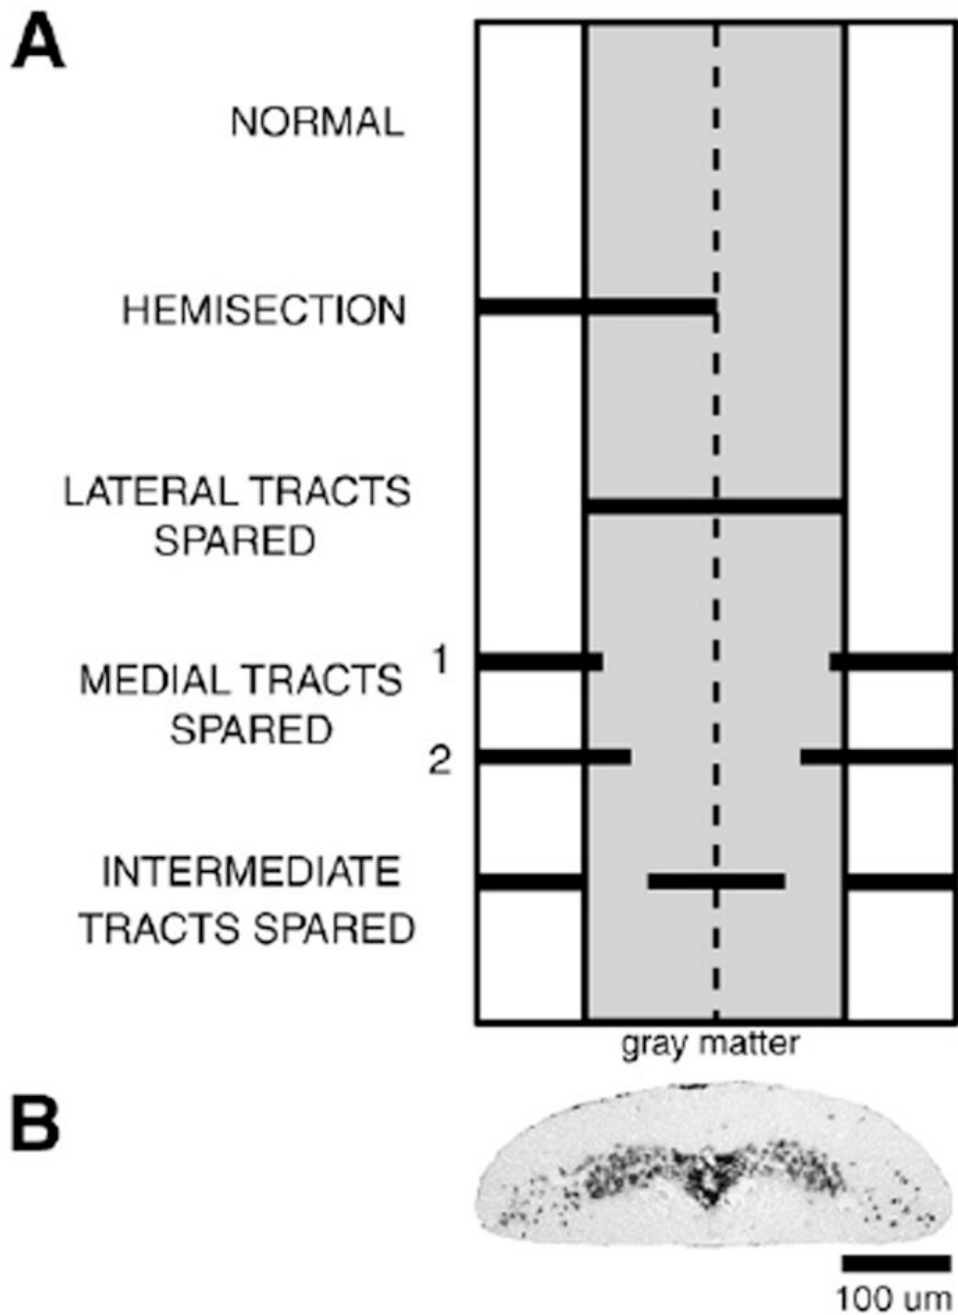 A
NORMAL
HEMISECTION
LATERAL TRACTS
SPARED
1
MEDIAL TRACTS
SPARED
2
INTERMEDIATE
TRACTS SPARED
gray matter
B
100 um